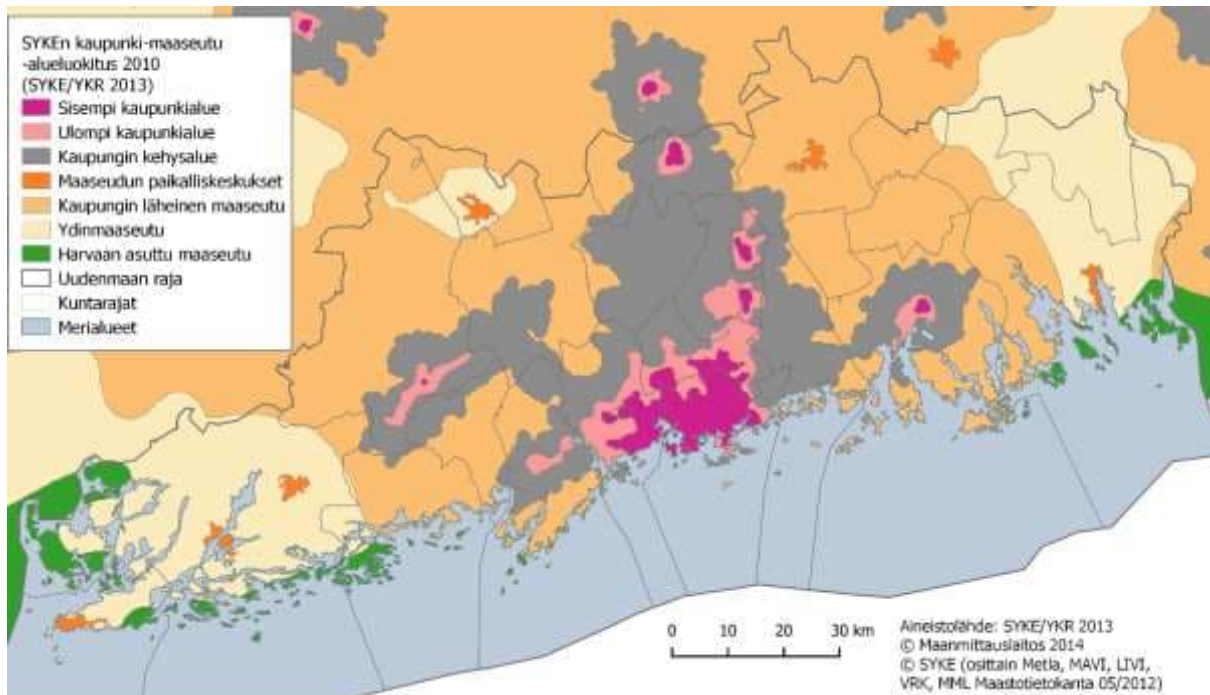 SYKEn kaupunki-maaseutu
-alueluokitus 2010
(SYKE/YKR 2013)
Sisempi kaupunkialue
Ulompi kaupunkialue
Kaupungin kehysalue
Maaseudun paikalliskeskukset
Kaupungin läheinen maaseutu
Ydinmaaseutu
Harvaan asuttu maaseutu
Uudenmaan raja
Kuntarajat
Merialueet
0 10 20 30 km
Aineistolähde: SYKE/YKR 2013
© Maanmittauslaitos 2014
© SYKE (osittain Metla, MAVI, LIVI,
VRK, MML Maastotietokanta 05/2012)